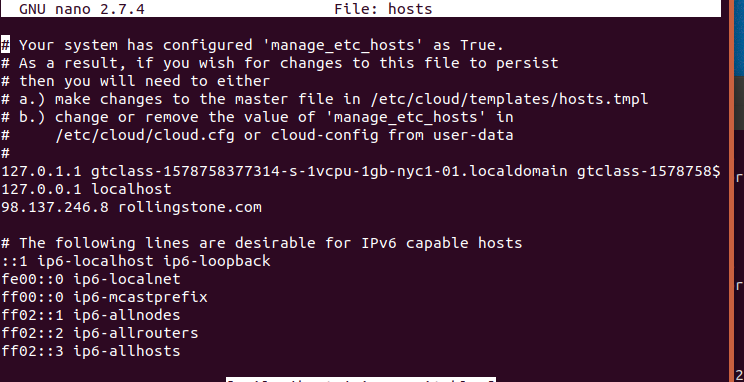 GNU nano 2.7.4 File: hosts
# Your system has configured 'manage_etc_hosts' as True.
# As a result, if you wish for changes to this file to persist
# then you will need to either
# a.) make changes to the master file in /etc/cloud/templates/hosts.tmpl
# b.) change or remove the value of 'manage_etc_hosts' in
#     /etc/cloud/cloud.cfg or cloud-config from user-data
#
127.0.1.1 gtclass-1578758377314-s-1vcpu-1gb-nyc1-01.localdomain gtclass-1578758$
127.0.0.1 localhost
98.137.246.8 rollingstone.com
# The following lines are desirable for IPv6 capable hosts
::1 ip6-localhost ip6-loopback
fe00::0 ip6-localnet
ff00::0 ip6-mcastprefix
ff02::1 ip6-allnodes
ff02::2 ip6-allrouters
ff02::3 ip6-allhosts